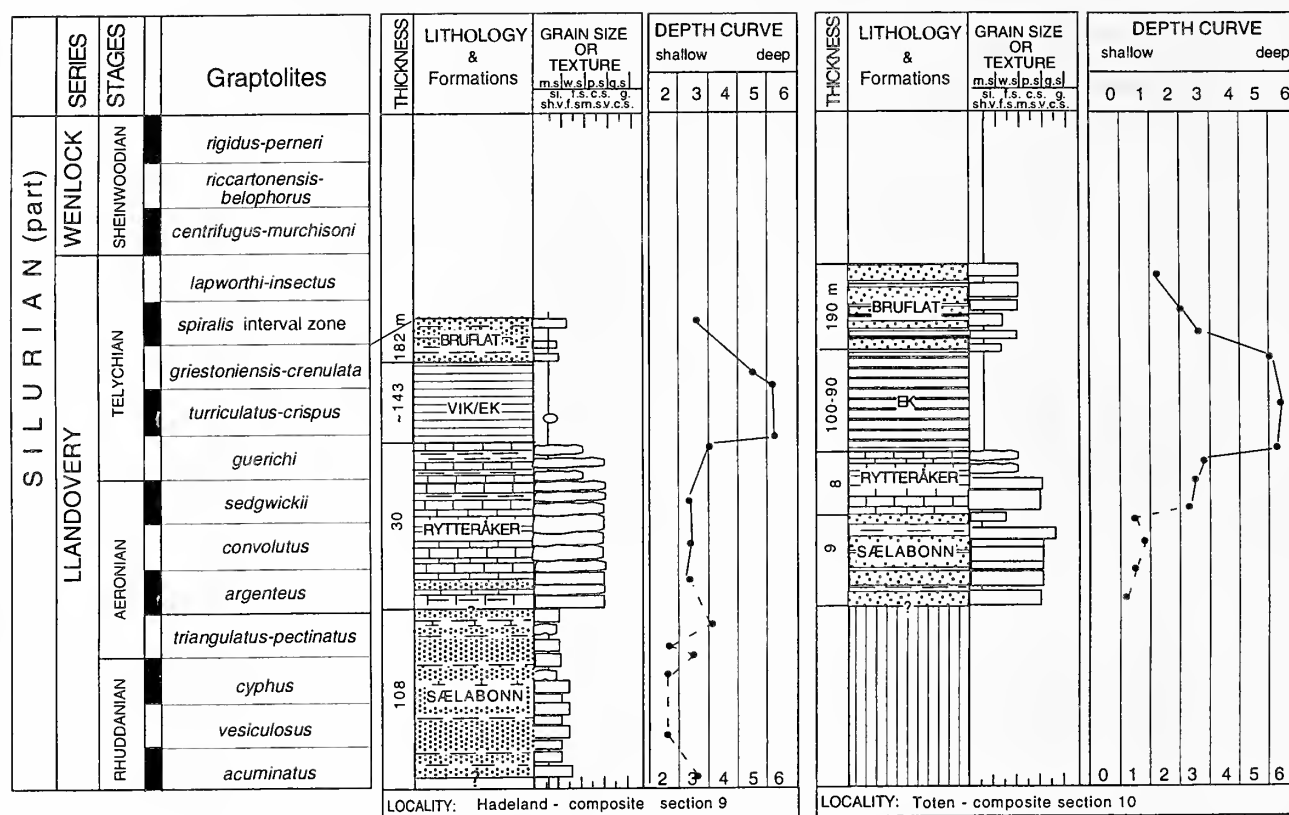 SILURIAN (part)
SERIES
STAGES
Graptolites
WENLOCK
LLANDOVERY
SHEINWOODIAN
TELYCHIAN
AERONIAN
RHUDDANIAN
rigidus-perneri
riccartonensis-
belophorus
centrifugus-murchisoni
lapworthi-insectus
spiralis interval zone
griestoniensis-crenulata
turriculatus-crispus
guerichi
sedgwickii
convolutus
argenteus
triangulatus-pectinatus
cyphus
vesiculosus
acuminatus
THICKNESS
LITHOLOGY
&
Formations
GRAIN SIZE
OR
TEXTURE
m.s w.s p.s g.s
si. f.s. c.s. g.
sh.v.f.s.m.s.v.c.s.
DEPTH CURVE
shallow deep
2 3 4 5 6
182 m
BRUFLAT
~143
VIK/EK
30
RYTTERÅKER
?
108
SÆLABONN
?
2 3 4 5 6
LOCALITY: Hadeland - composite section 9
THICKNESS
LITHOLOGY
&
Formations
GRAIN SIZE
OR
TEXTURE
m.s w.s p.s g.s
si. f.s. c.s. g.
sh.v.f.s.m.s.v.c.s.
DEPTH CURVE
shallow deep
0 1 2 3 4 5 6
190 m
BRUFLAT
100-90
EK
8
RYTTERÅKER
9
SÆLABONN
?
0 1 2 3 4 5 6
LOCALITY: Toten - composite section 10